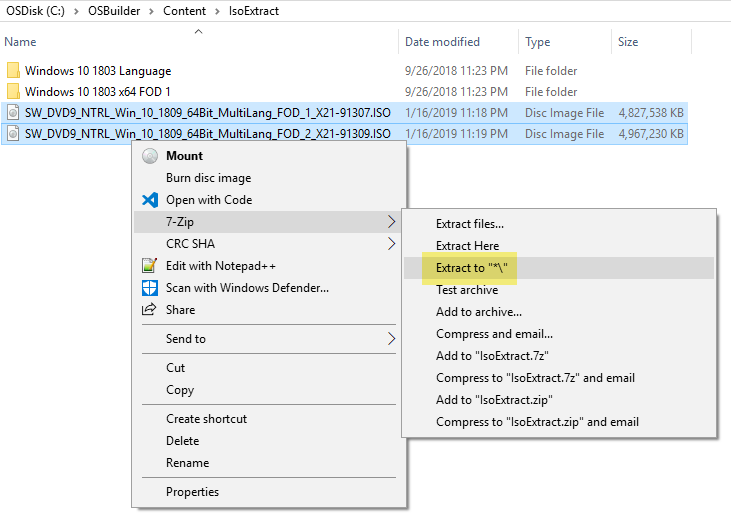 OSDisk (C:) > OSBuilder > Content > IsoExtract
Name Date modified Type Size
Windows 10 1803 Language 9/26/2018 11:23 PM File folder
Windows 10 1803 x64 FOD 1 9/26/2018 11:23 PM File folder
SW_DVD9_NTRL_Win_10_1809_64Bit_MultiLang_FOD_1_X21-91307.ISO 1/16/2019 11:18 PM Disc Image File 4,827,538 KB
SW_DVD9_NTRL_Win_10_1809_64Bit_MultiLang_FOD_2_X21-91309.ISO 1/16/2019 11:19 PM Disc Image File 4,967,230 KB
Mount
Burn disc image
Open with Code
7-Zip
CRC SHA
Edit with Notepad++
Scan with Windows Defender...
Share
Send to
Cut
Copy
Create shortcut
Delete
Rename
Properties
Extract files...
Extract Here
Extract to "*\"
Test archive
Add to archive...
Compress and email...
Add to "IsoExtract.7z"
Compress to "IsoExtract.7z" and email
Add to "IsoExtract.zip"
Compress to "IsoExtract.zip" and email